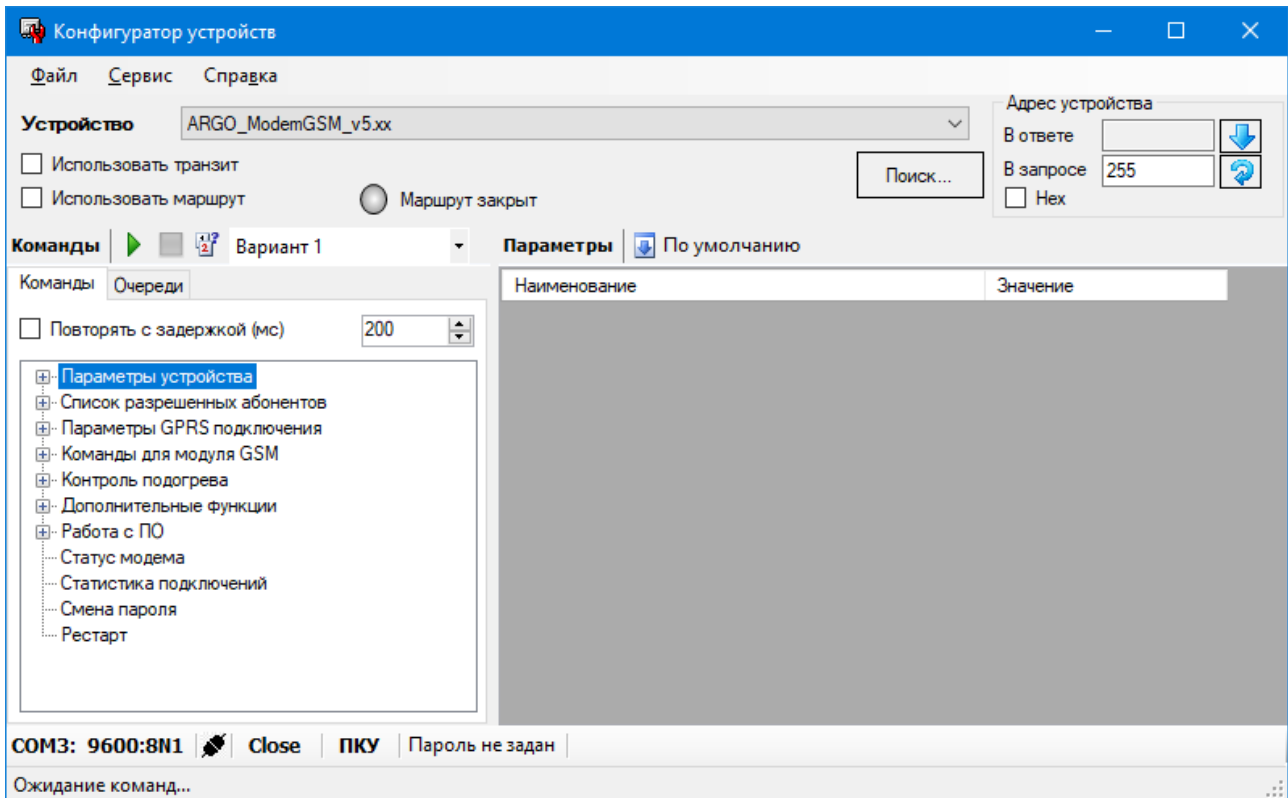 Конфигуратор устройств
Файл Сервис Справка
Устройство ARGO_ModemGSM_v5.xx
Адрес устройства
В ответе
Использовать транзит
Поиск...
В запросе 255
Использовать маршрут Маршрут закрыт
Hex
Команды Вариант 1 Параметры По умолчанию
Команды Очереди
Наименование Значение
Повторять с задержкой (мс) 200
Параметры устройства
Список разрешенных абонентов
Параметры GPRS подключения
Команды для модуля GSM
Контроль подогрева
Дополнительные функции
Работа с ПО
Статус модема
Статистика подключений
Смена пароля
Рестарт
COM3: 9600:8N1 Close ПКУ Пароль не задан
Ожидание команд...